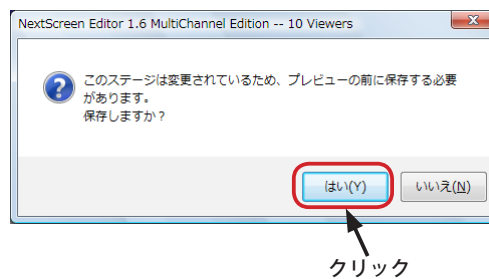 NextScreen Editor 1.6 MultiChannel Edition -- 10 Viewers
このステージは変更されているため、プレビューの前に保存する必要
があります。
保存しますか？
はい(Y) いいえ(N)
クリック